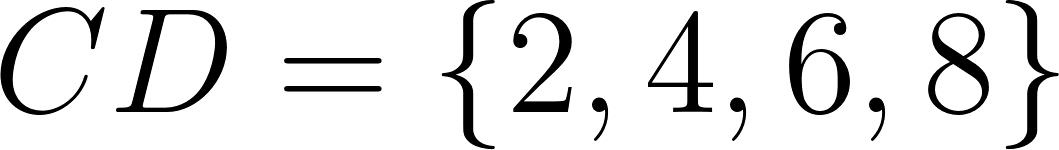 CD = {2, 4, 6, 8}